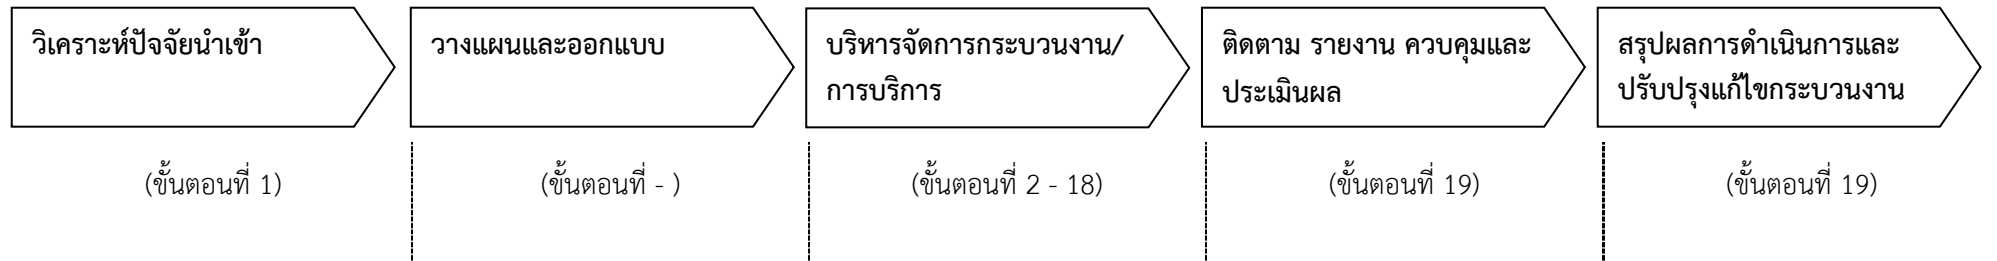 วิเคราะห์ปัจจัยนำเข้า
วางแผนและออกแบบ
บริหารจัดการกระบวนงาน/
การบริการ
ติดตาม รายงาน ควบคุมและ
ประเมินผล
สรุปผลการดำเนินการและ
ปรับปรุงแก้ไขกระบวนงาน
(ขั้นตอนที่ 1)
(ขั้นตอนที่ - )
(ขั้นตอนที่ 2 - 18)
(ขั้นตอนที่ 19)
(ขั้นตอนที่ 19)